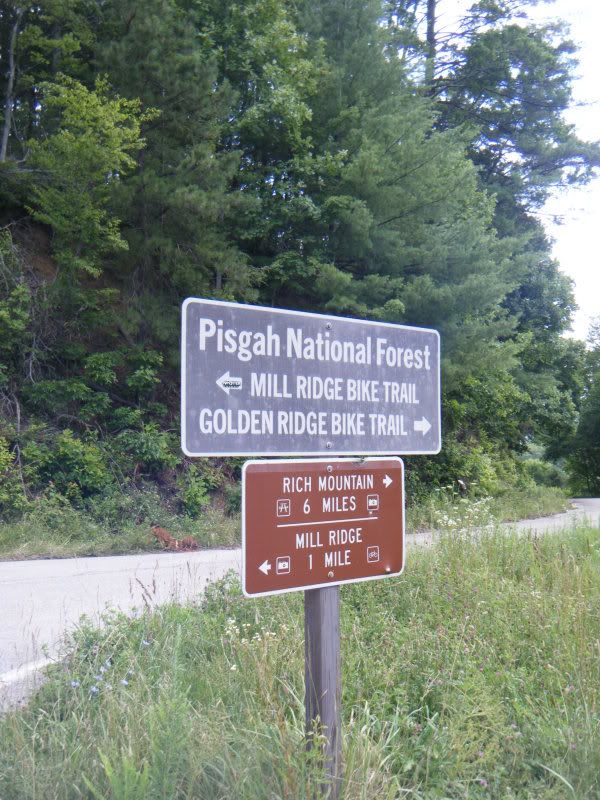 Pisgah National Forest
MILL RIDGE BIKE TRAIL
GOLDEN RIDGE BIKE TRAIL
RICH MOUNTAIN
6 MILES
MILL RIDGE
1 MILE